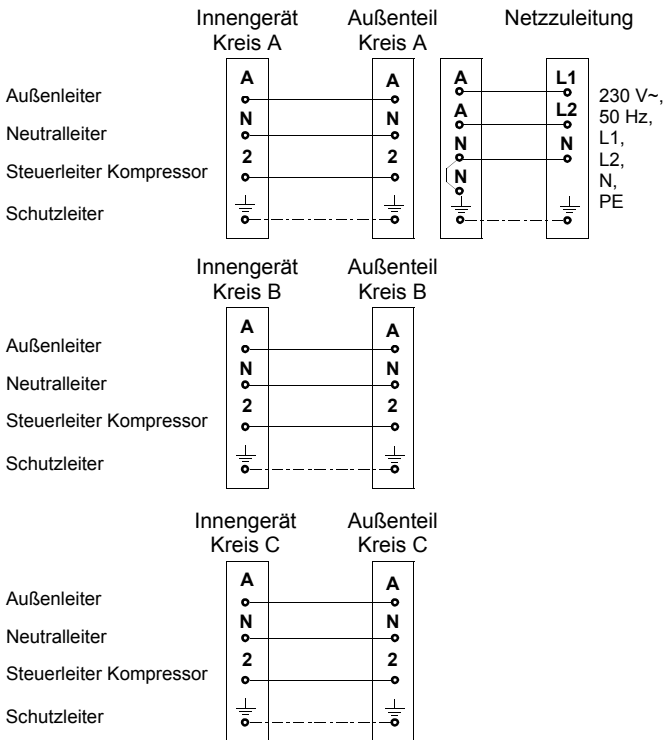 Innengerät Außenteil Netzzuleitung
Kreis A Kreis A
A A A L1
Außenleiter 230 V~,
N N A L2 50 Hz,
Neutralleiter L1,
2 2 N N L2,
Steuerleiter Kompressor N,
N PE
Schutzleiter
Innengerät Außenteil
Kreis B Kreis B
A A
Außenleiter
N N
Neutralleiter
2 2
Steuerleiter Kompressor
Schutzleiter
Innengerät Außenteil
Kreis C Kreis C
A A
Außenleiter
N N
Neutralleiter
2 2
Steuerleiter Kompressor
Schutzleiter